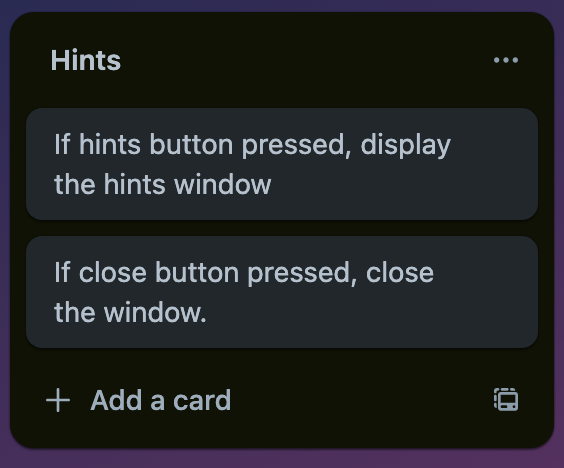 Hints
If hints button pressed, display
the hints window
If close button pressed, close
the window.
Add a card